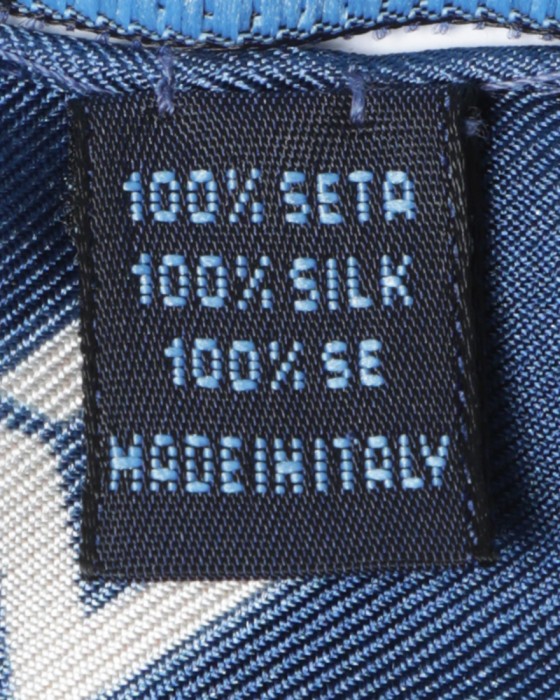 100% SETA
100% SILK
100% SE
MADE IN ITALY